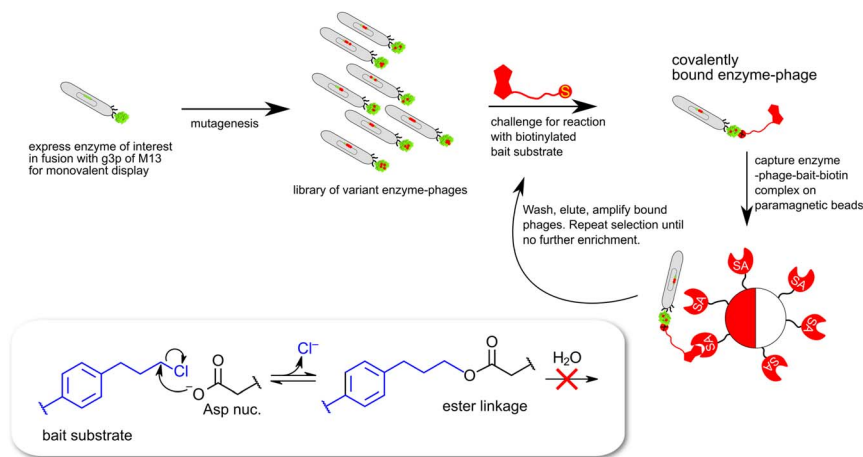 covalently
bound enzyme-phage
S
mutagenesis
challenge for reaction
with biotinylated
bait substrate
express enzyme of interest
in fusion with g3p of M13
for monovalent display
library of variant enzyme-phages
capture enzyme
-phage-bait-biotin
complex on
paramagnetic beads
Wash, elute, amplify bound
phages. Repeat selection until
no further enrichment.
SA
SA
SA
SA
SA
SA
Cl
O
⁻O
Asp nuc.
Cl⁻
O
O
H₂O
bait substrate
ester linkage